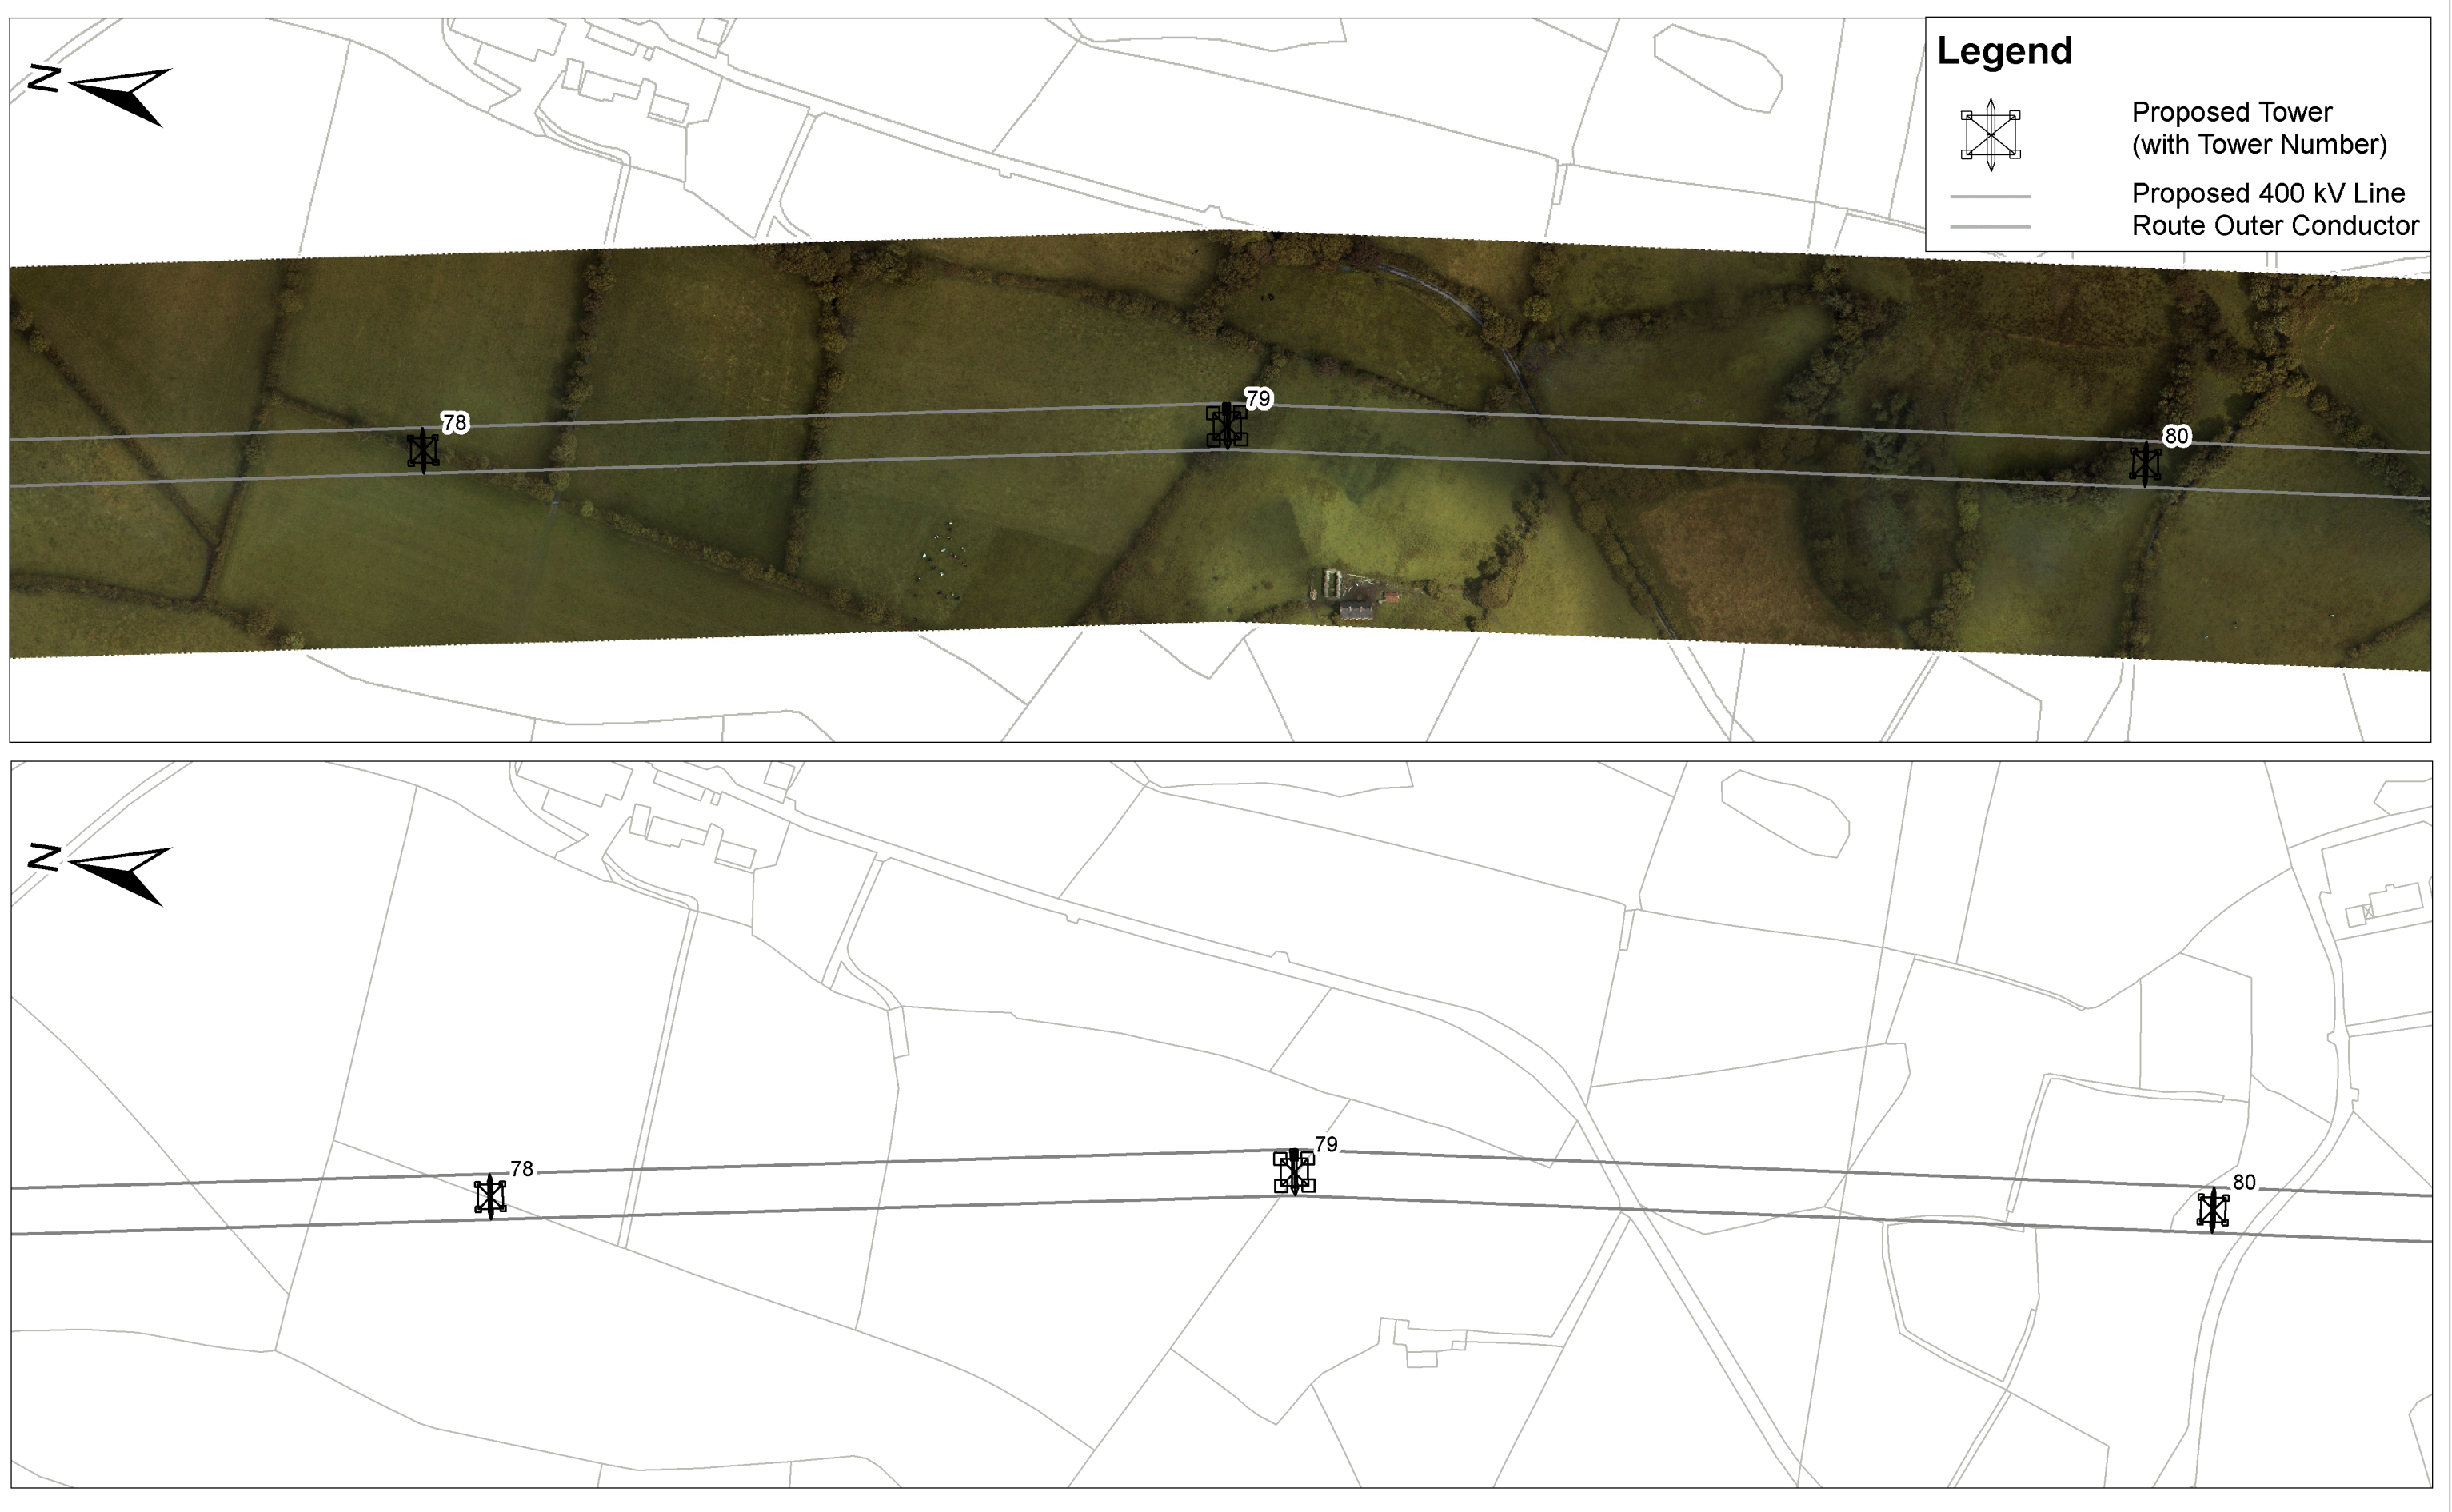 N
Legend
Proposed Tower
(with Tower Number)
Proposed 400 kV Line
Route Outer Conductor
78
79
80
N
78
79
80